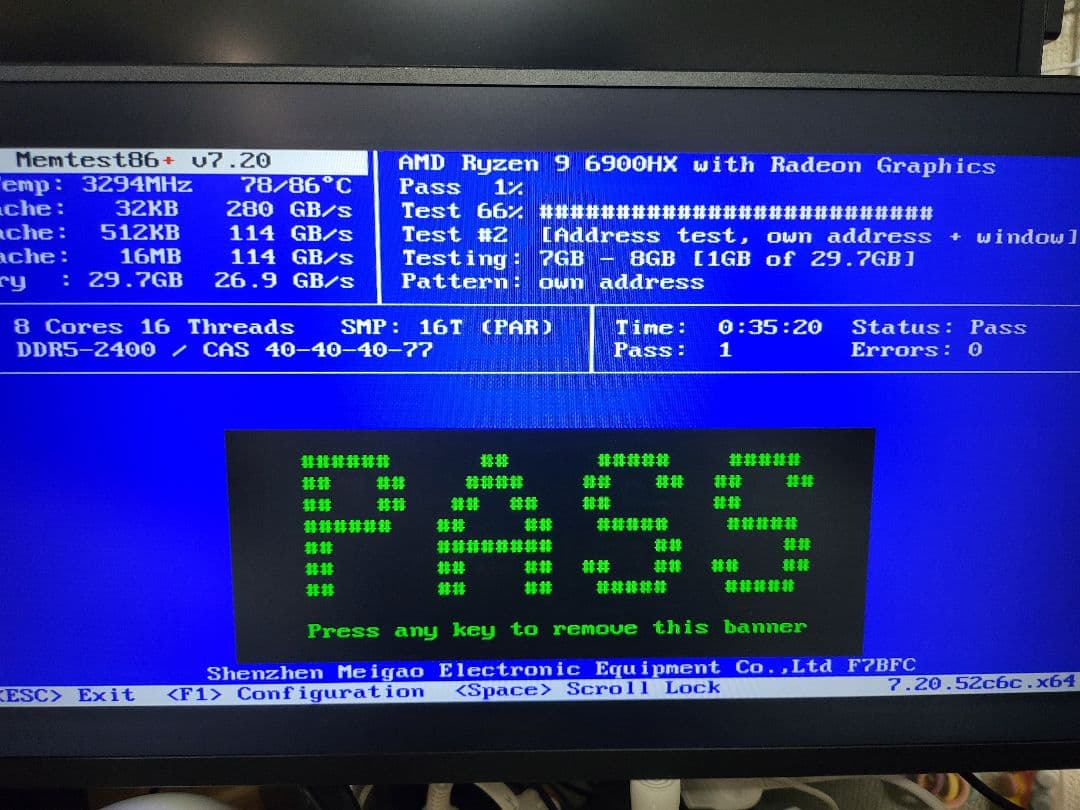 Memtest86+ v7.20
AMD Ryzen 9 6900HX with Radeon Graphics
emp: 3294MHz 78/86°C
Pass 1%
che: 32KB 280 GB/s
Test 66% ##########################
che: 512KB 114 GB/s
Test #2 [Address test, own address + window]
ache: 16MB 114 GB/s
Testing: 7GB - 8GB [1GB of 29.7GB]
ry : 29.7GB 26.9 GB/s
Pattern: own address
8 Cores 16 Threads SMP: 16T (PAR)
Time: 0:35:20 Status: Pass
DDR5-2400 / CAS 40-40-40-77
Pass: 1 Errors: 0
PASS
Press any key to remove this banner
Shenzhen Meigao Electronic Equipment Co.,Ltd F7BFC
<ESC> Exit <F1> Configuration <Space> Scroll Lock 7.20.52c6c.x64